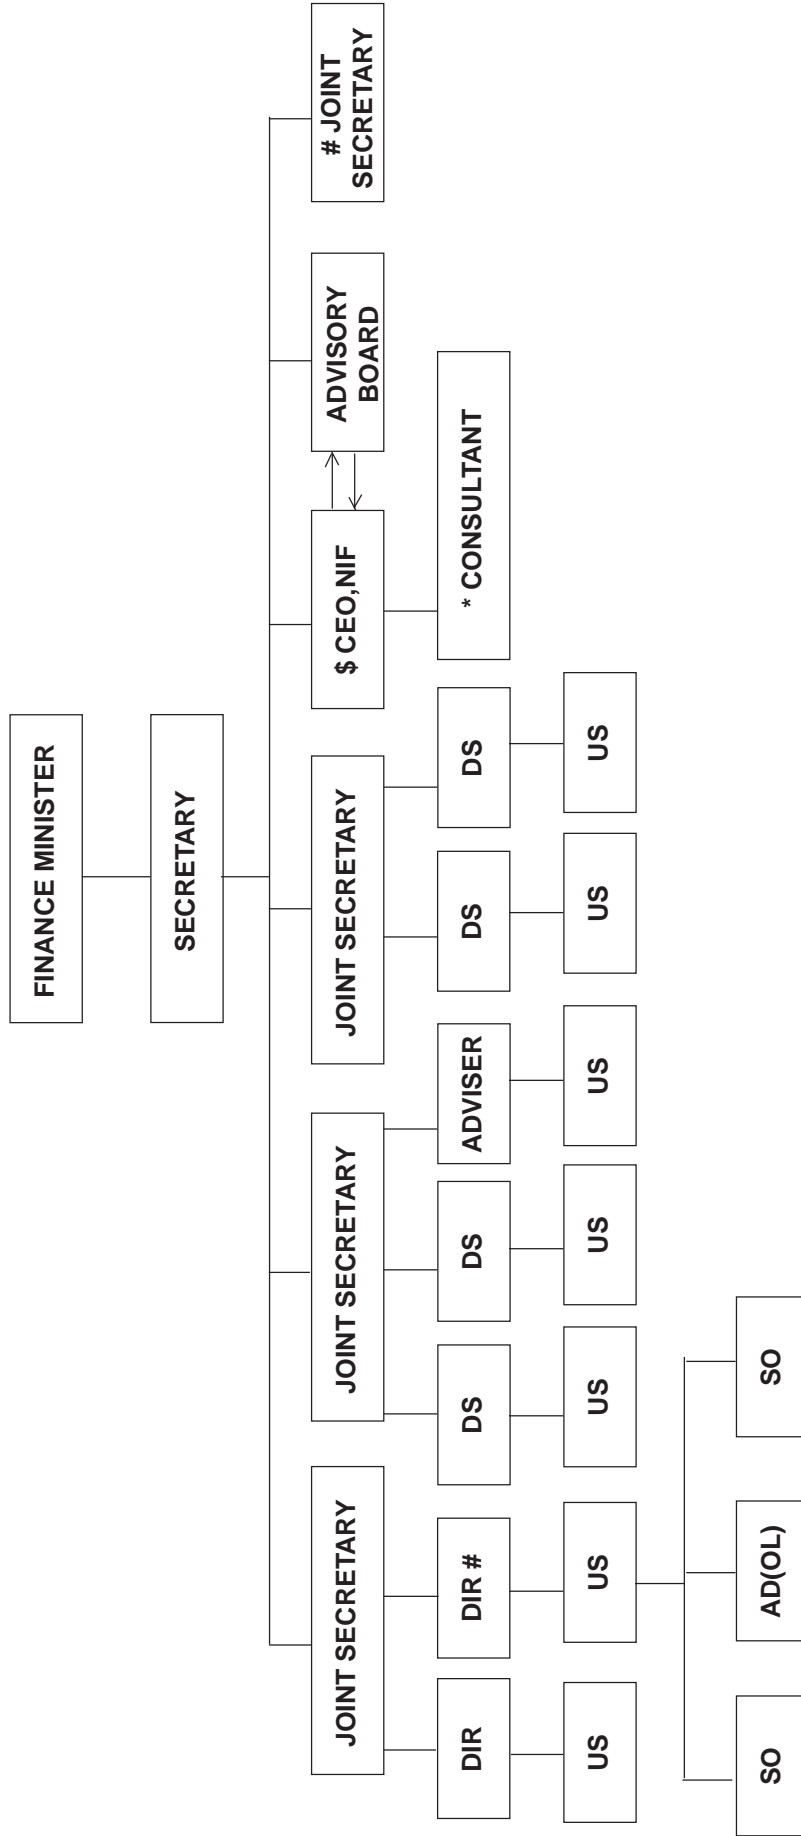 FINANCE MINISTER
SECRETARY
JOINT SECRETARY
JOINT SECRETARY
JOINT SECRETARY
$ CEO,NIF
ADVISORY
BOARD
# JOINT
SECRETARY
DIR
DIR #
DS
DS
ADVISER
DS
DS
* CONSULTANT
US
US
US
US
US
US
US
SO
AD(OL)
SO